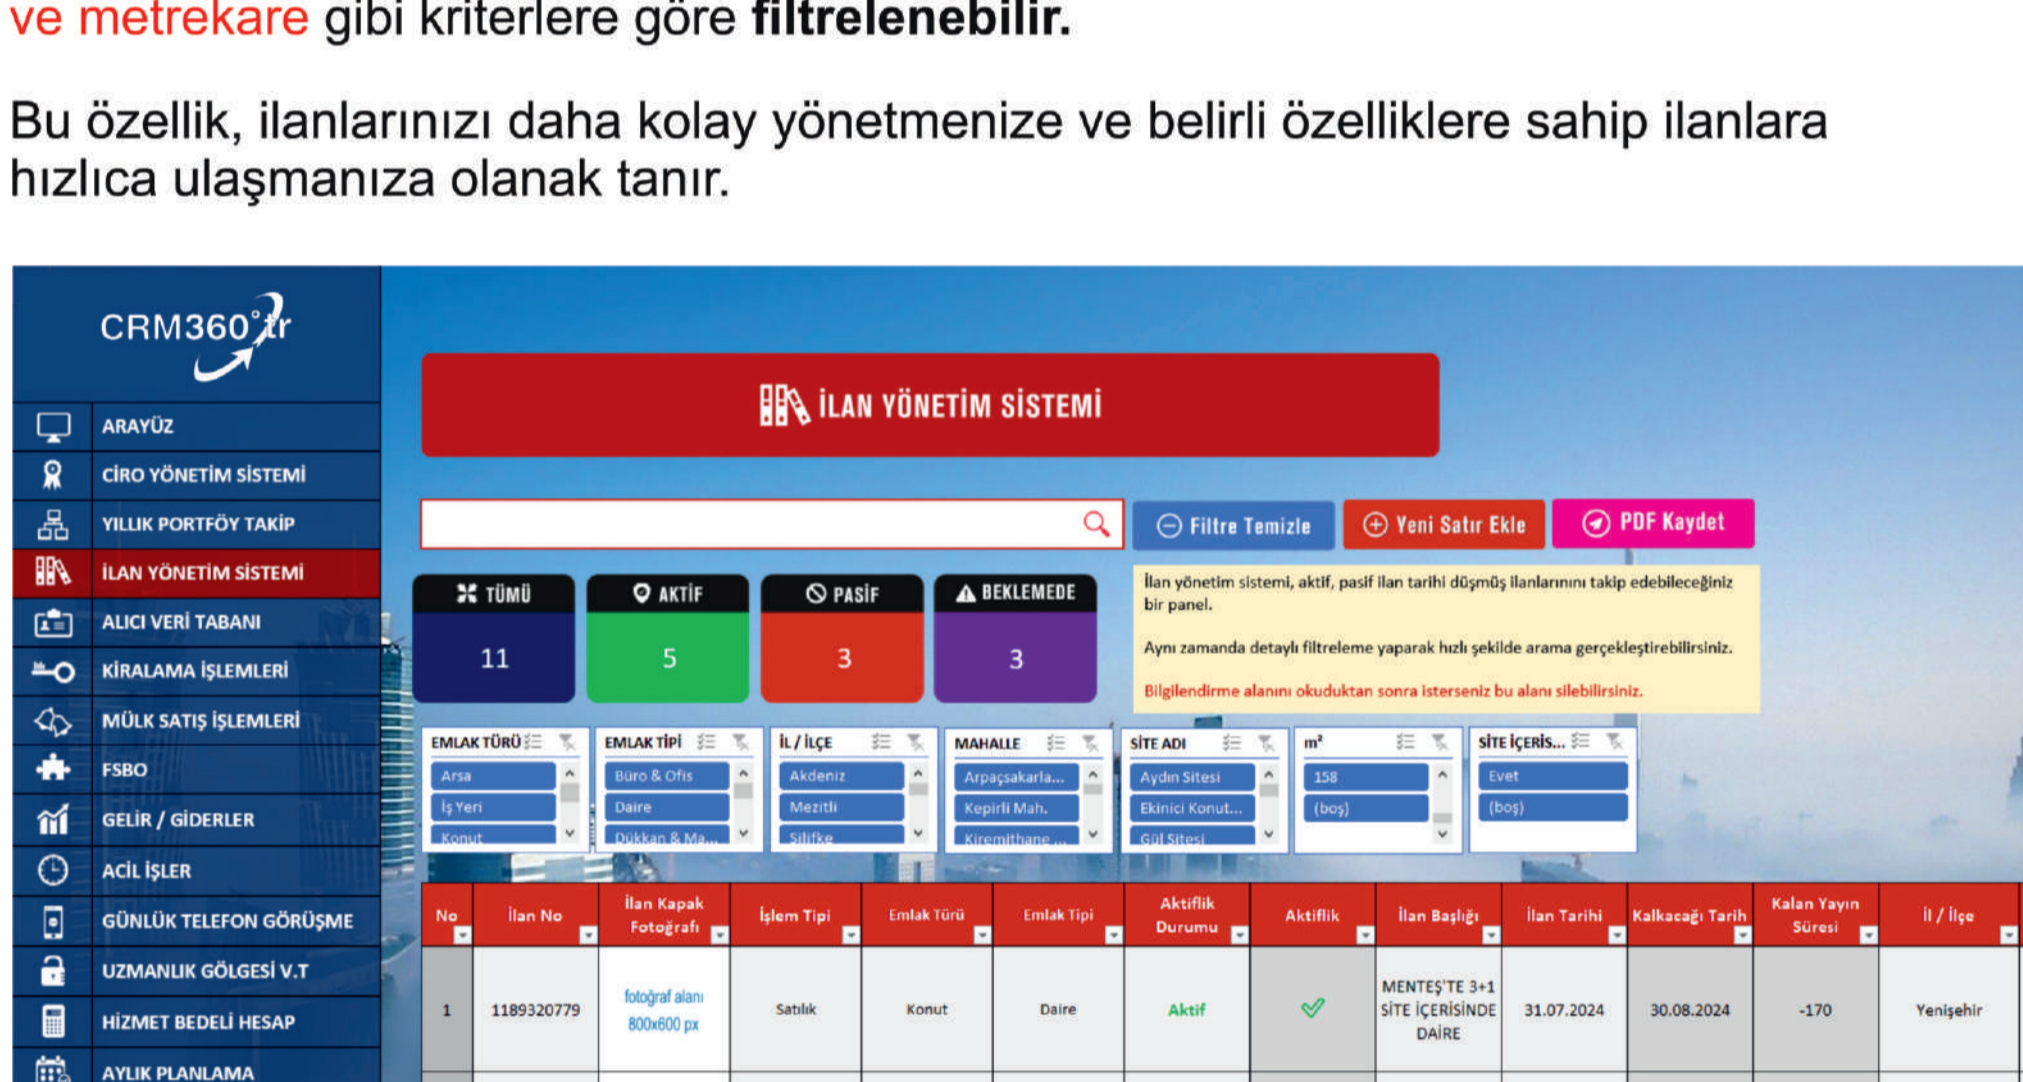 ve metrekare gibi kriterlere göre filtrelenebilir.
Bu özellik, ilanlarınızı daha kolay yönetmenize ve belirli özelliklere sahip ilanlara
hızlıca ulaşmanıza olanak tanır.
CRM360°tr
ARAYÜZ
CİRO YÖNETİM SİSTEMİ
YILLIK PORTFÖY TAKİP
İLAN YÖNETİM SİSTEMİ
ALICI VERİ TABANI
KİRALAMA İŞLEMLERİ
MÜLK SATIŞ İŞLEMLERİ
FSBO
GELİR / GİDERLER
ACİL İŞLER
GÜNLÜK TELEFON GÖRÜŞME
UZMANLIK GÖLGESİ V.T
HİZMET BEDELİ HESAP
AYLIK PLANLAMA
İLAN YÖNETİM SİSTEMİ
Filtre Temizle
Yeni Satır Ekle
PDF Kaydet
TÜMÜ
11
AKTİF
5
PASİF
3
BEKLEMEDE
3
İlan yönetim sistemi, aktif, pasif ilan tarihi düşmüş ilanlarınını takip edebileceğiniz
bir panel.
Aynı zamanda detaylı filtreleme yaparak hızlı şekilde arama gerçekleştirebilirsiniz.
Bilgilendirme alanını okuduktan sonra isterseniz bu alanı silebilirsiniz.
EMLAK TÜRÜ
Arsa
İş Yeri
Konut
EMLAK TİPİ
Büro & Ofis
Daire
Dükkan & Ma...
İL / İLÇE
Akdeniz
Mezitli
Silifke
MAHALLE
Arpaçsakarla...
Kepirli Mah.
Kiremithane ...
SİTE ADI
Aydın Sitesi
Ekinici Konut...
Gül Sitesi
m²
158
(boş)
SİTE İÇERİS...
Evet
(boş)
No
İlan No
İlan Kapak
Fotoğrafı
İşlem Tipi
Emlak Türü
Emlak Tipi
Aktiflik
Durumu
Aktiflik
İlan Başlığı
İlan Tarihi
Kalkacağı Tarih
Kalan Yayın
Süresi
İl / İlçe
1
1189320779
fotoğraf alanı
800x600 px
Satılık
Konut
Daire
Aktif
MENTEŞ'TE 3+1
SİTE İÇERİSİNDE
DAİRE
31.07.2024
30.08.2024
-170
Yenişehir